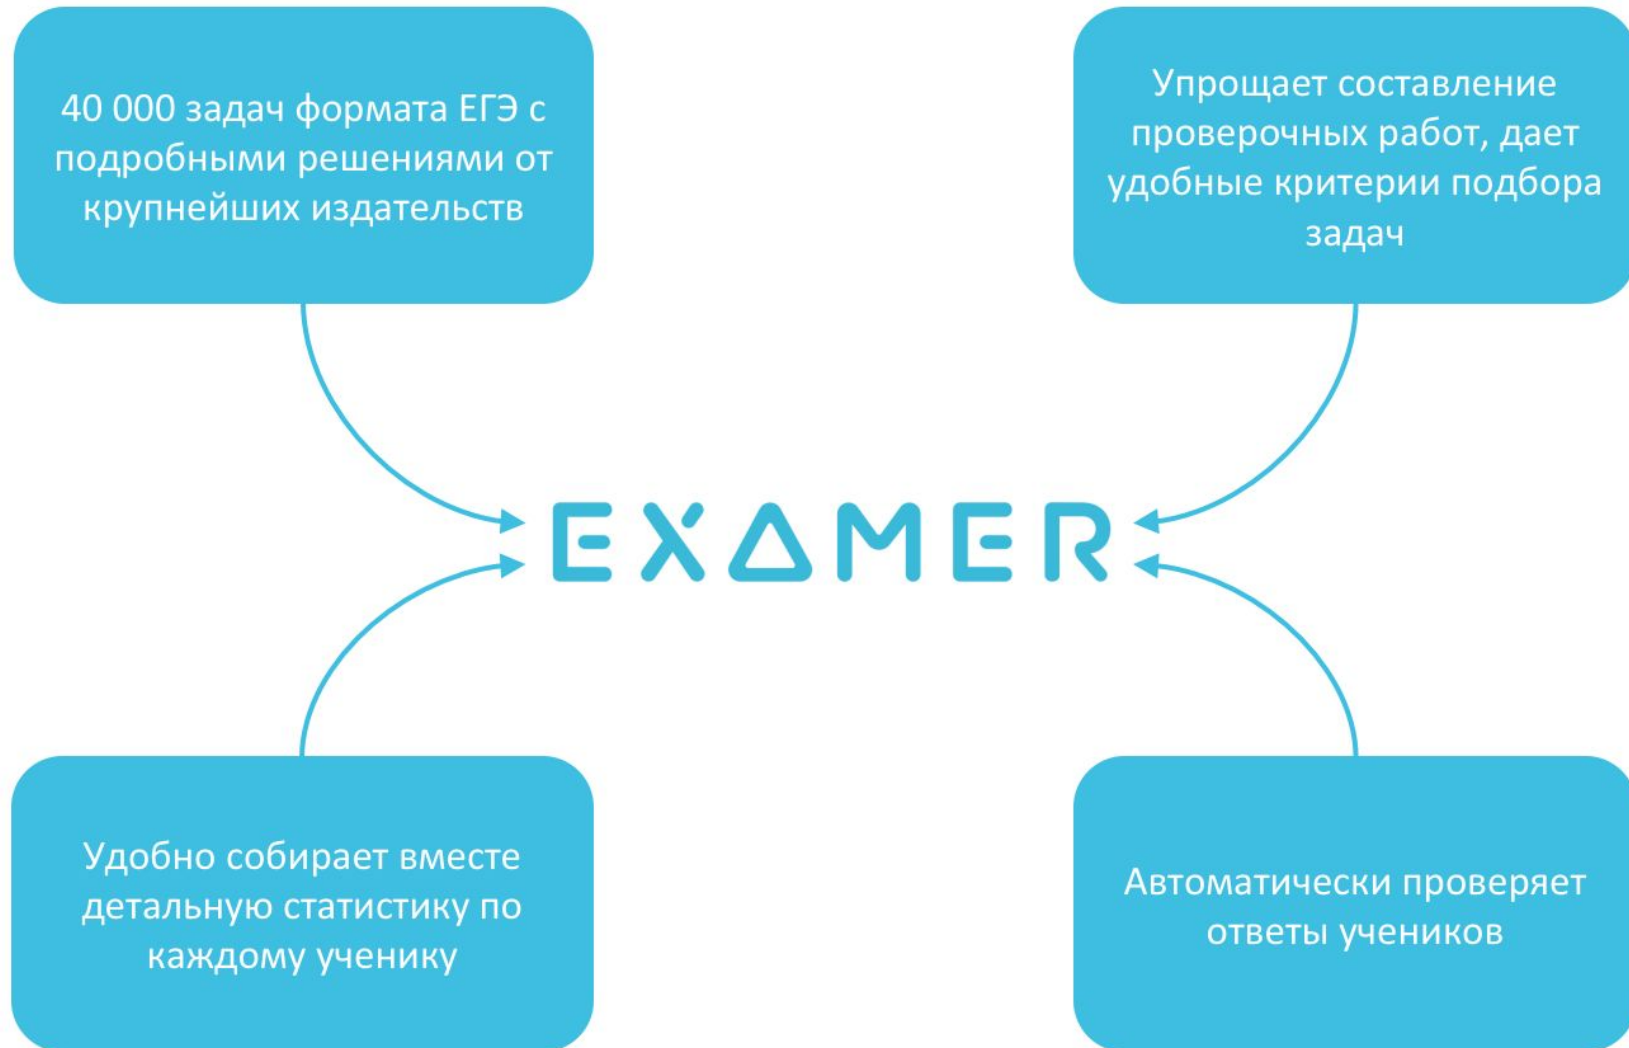 40 000 задач формата ЕГЭ с
подробными решениями от
крупнейших издательств
Упрощает составление
проверочных работ, дает
удобные критерии подбора
задач
EXAMER
Удобно собирает вместе
детальную статистику по
каждому ученику
Автоматически проверяет
ответы учеников